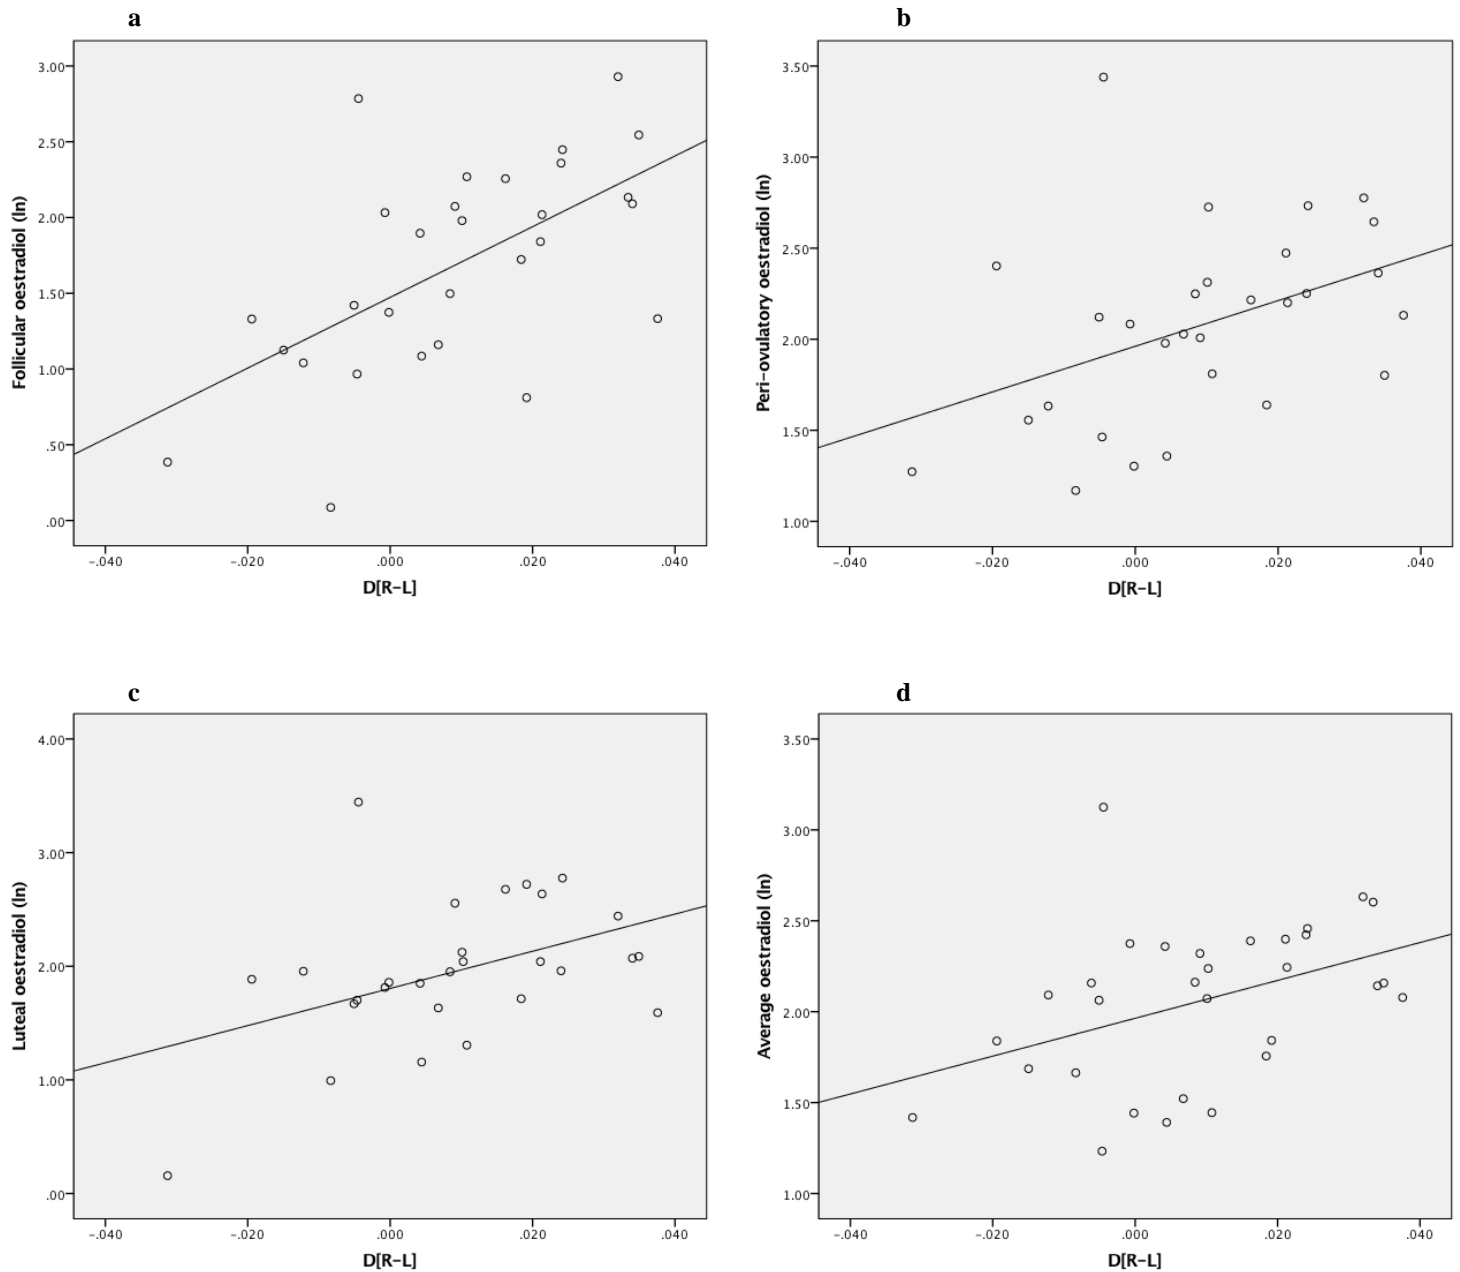 a
3.00
2.50
2.00
1.50
1.00
.50
.00
Follicular oestradiol (ln)
-.040 -.020 .000 .020 .040
D[R-L]
b
3.50
3.00
2.50
2.00
1.50
1.00
Peri-ovulatory oestradiol (ln)
-.040 -.020 .000 .020 .040
D[R-L]
c
4.00
3.00
2.00
1.00
.00
Luteal oestradiol (ln)
-.040 -.020 .000 .020 .040
D[R-L]
d
3.50
3.00
2.50
2.00
1.50
1.00
Average oestradiol (ln)
-.040 -.020 .000 .020 .040
D[R-L]